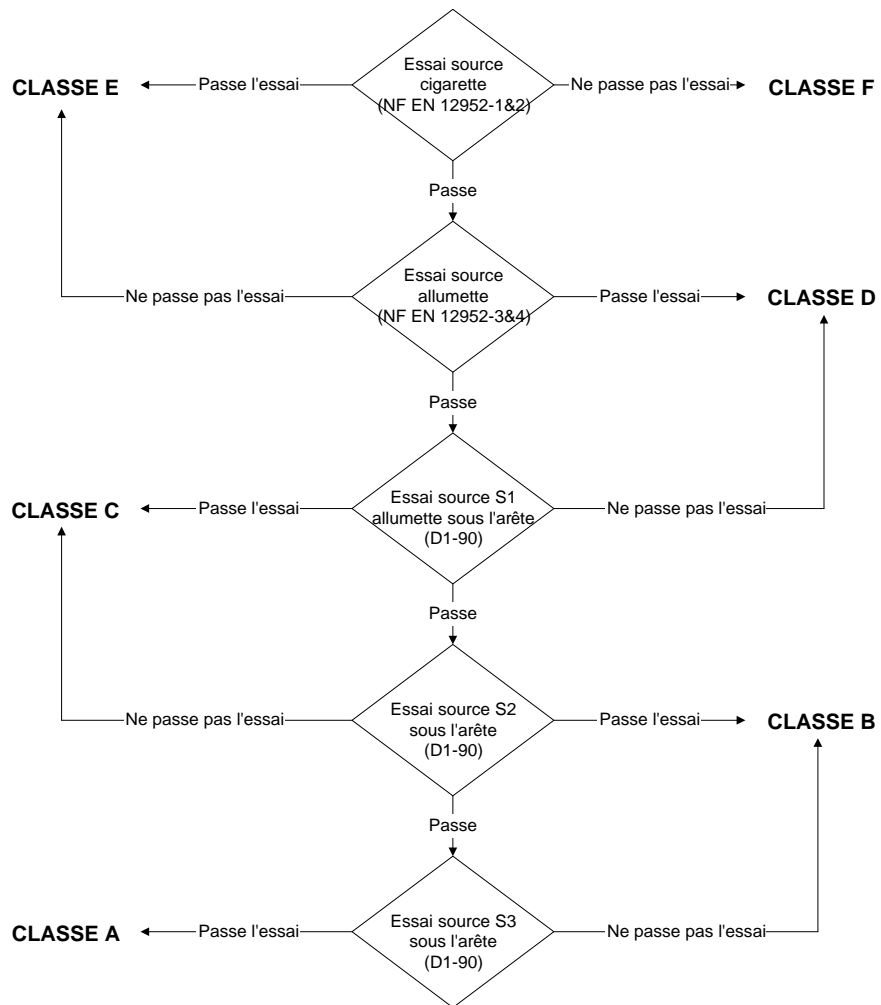 Essai source
cigarette
(NF EN 12952-1&2)
CLASSE E
Passe l'essai
Ne passe pas l'essai
CLASSE F
Passe
Essai source
allumette
(NF EN 12952-3&4)
Ne passe pas l'essai
Passe l'essai
CLASSE D
Passe
Essai source S1
allumette sous l'arête
(D1-90)
CLASSE C
Passe l'essai
Ne passe pas l'essai
Passe
Essai source S2
sous l'arête
(D1-90)
Ne passe pas l'essai
Passe l'essai
CLASSE B
Passe
Essai source S3
sous l'arête
(D1-90)
CLASSE A
Passe l'essai
Ne passe pas l'essai